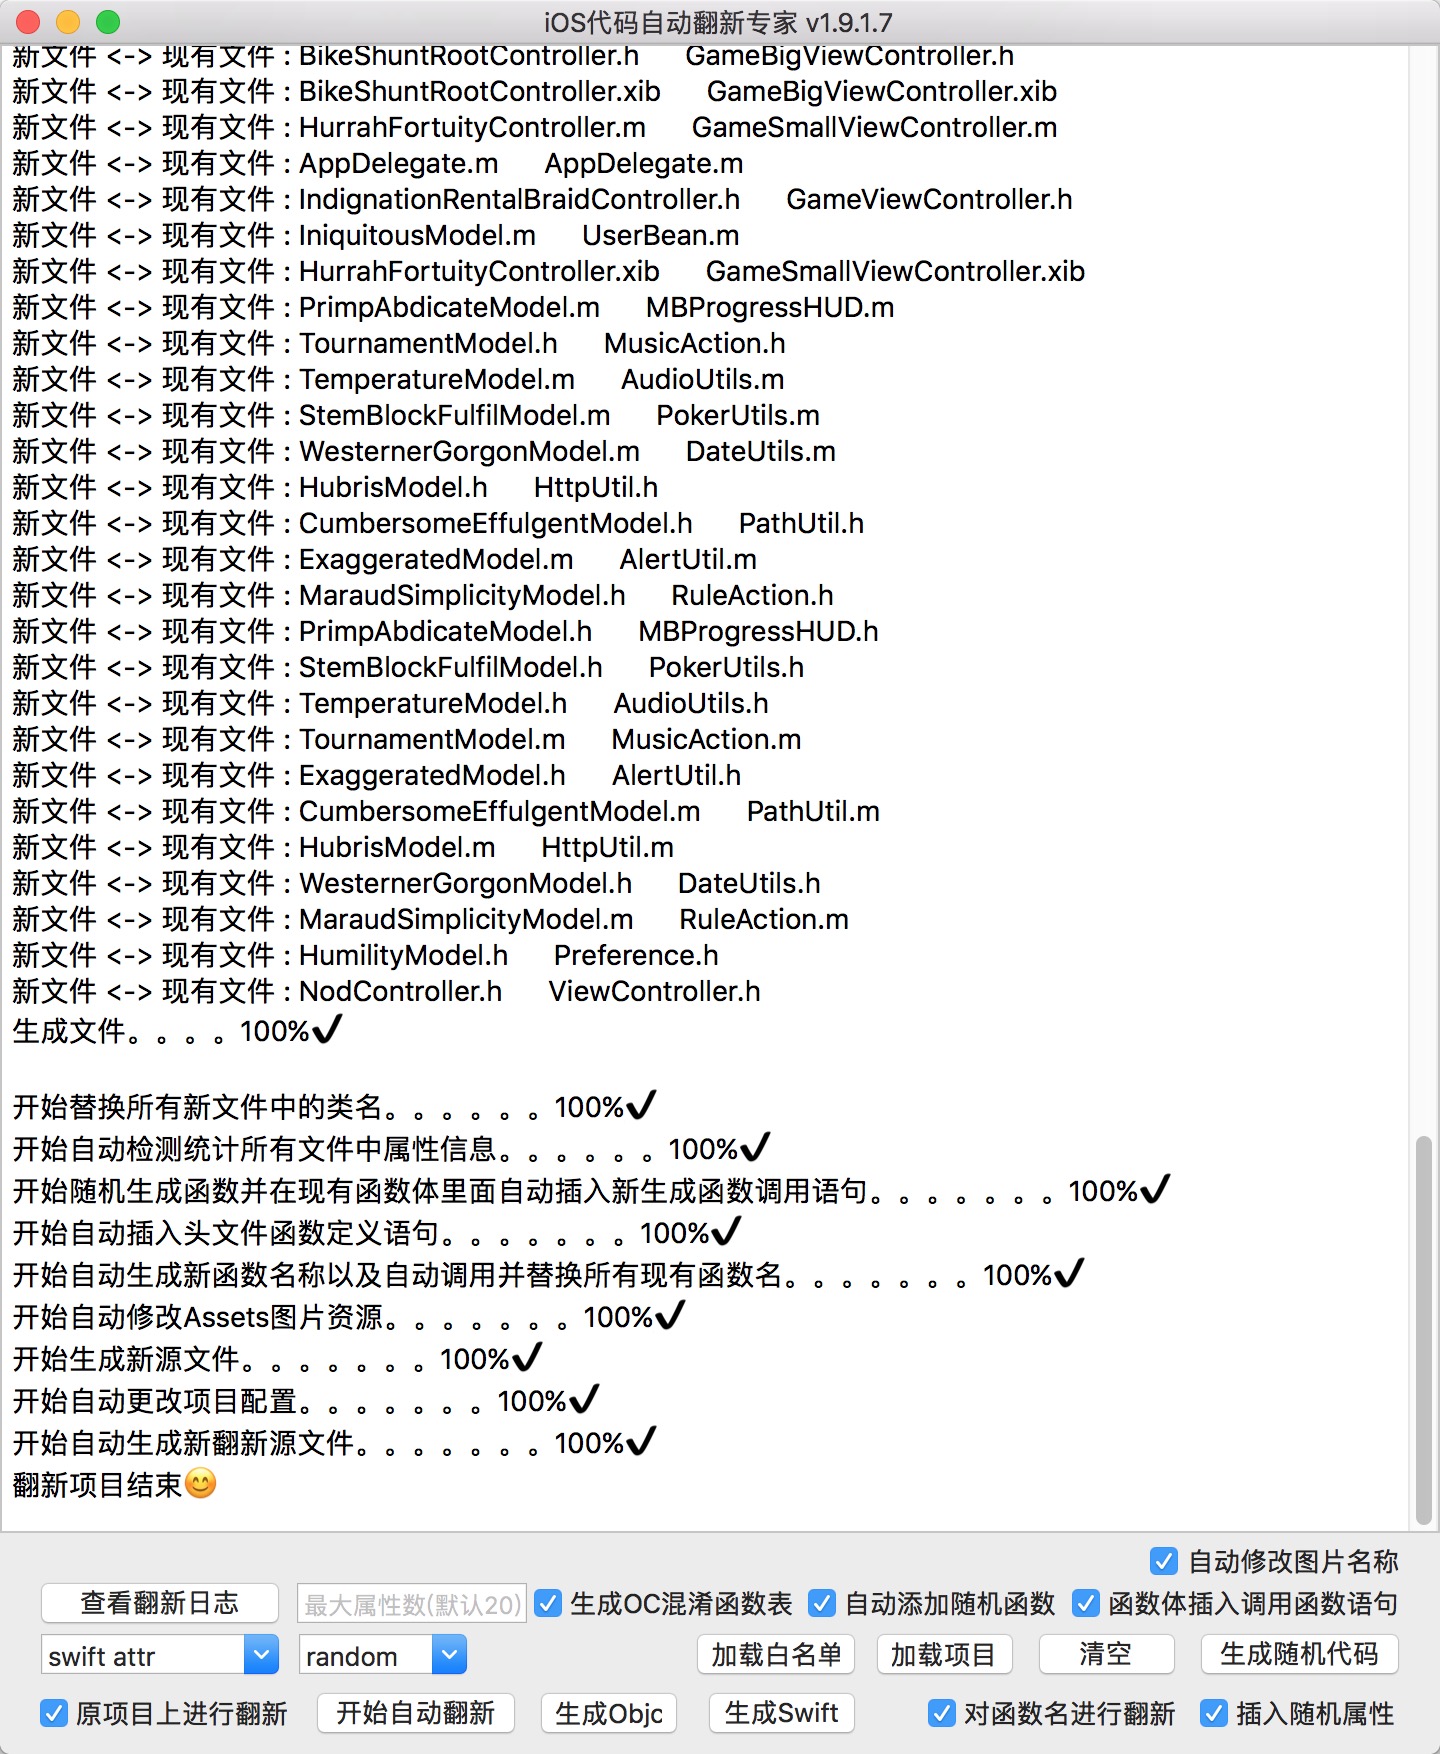 iOS代码自动翻新专家 v1.9.1.7
新文件 <-> 现有文件 : BikeShuntRootController.h GameBigViewController.h
新文件 <-> 现有文件 : BikeShuntRootController.xib GameBigViewController.xib
新文件 <-> 现有文件 : HurrahFortuityController.m GameSmallViewController.m
新文件 <-> 现有文件 : AppDelegate.m AppDelegate.m
新文件 <-> 现有文件 : IndignationRentalBraidController.h GameViewController.h
新文件 <-> 现有文件 : IniquitousModel.m UserBean.m
新文件 <-> 现有文件 : HurrahFortuityController.xib GameSmallViewController.xib
新文件 <-> 现有文件 : PrimpAbdicateModel.m MBProgressHUD.m
新文件 <-> 现有文件 : TournamentModel.h MusicAction.h
新文件 <-> 现有文件 : TemperatureModel.m AudioUtils.m
新文件 <-> 现有文件 : StemBlockFulfilModel.m PokerUtils.m
新文件 <-> 现有文件 : WesternerGorgonModel.m DateUtils.m
新文件 <-> 现有文件 : HubrisModel.h HttpUtil.h
新文件 <-> 现有文件 : CumbersomeEffulgentModel.h PathUtil.h
新文件 <-> 现有文件 : ExaggeratedModel.m AlertUtil.m
新文件 <-> 现有文件 : MaraudSimplicityModel.h RuleAction.h
新文件 <-> 现有文件 : PrimpAbdicateModel.h MBProgressHUD.h
新文件 <-> 现有文件 : StemBlockFulfilModel.h PokerUtils.h
新文件 <-> 现有文件 : TemperatureModel.h AudioUtils.h
新文件 <-> 现有文件 : TournamentModel.m MusicAction.m
新文件 <-> 现有文件 : ExaggeratedModel.h AlertUtil.h
新文件 <-> 现有文件 : CumbersomeEffulgentModel.m PathUtil.m
新文件 <-> 现有文件 : HubrisModel.m HttpUtil.m
新文件 <-> 现有文件 : WesternerGorgonModel.h DateUtils.h
新文件 <-> 现有文件 : MaraudSimplicityModel.m RuleAction.m
新文件 <-> 现有文件 : HumilityModel.h Preference.h
新文件 <-> 现有文件 : NodController.h ViewController.h
生成文件。。。。100%✔
开始替换所有新文件中的类名。。。。。。100%✔
开始自动检测统计所有文件中属性信息。。。。。。100%✔
开始随机生成函数并在现有函数体里面自动插入新生成函数调用语句。。。。。。。100%✔
开始自动插入头文件函数定义语句。。。。。。。100%✔
开始自动生成新函数名称以及自动调用并替换所有现有函数名。。。。。。。100%✔
开始自动修改Assets图片资源。。。。。。。100%✔
开始生成新源文件。。。。。。。100%✔
开始自动更改项目配置。。。。。。。100%✔
开始自动生成新翻新源文件。。。。。。。100%✔
翻新项目结束😊
自动修改图片名称
查看翻新日志 最大属性数(默认20) 生成OC混淆函数表 自动添加随机函数 函数体插入调用函数语句
swift attr random 加载白名单 加载项目 清空 生成随机代码
原项目上进行翻新 开始自动翻新 生成Objc 生成Swift 对函数名进行翻新 插入随机属性